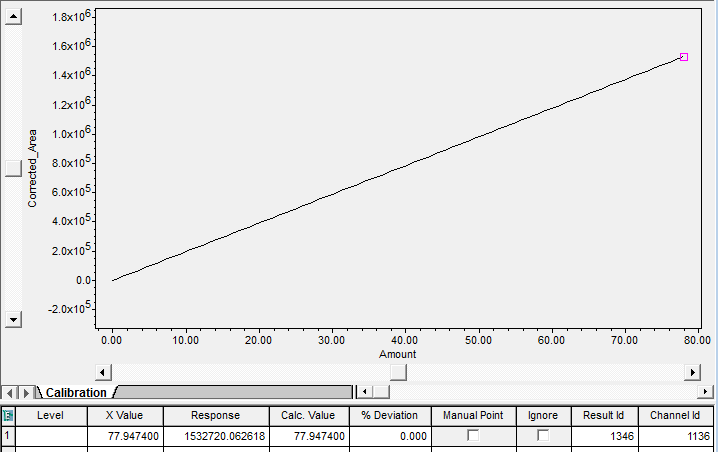 1.8x10⁶
1.6x10⁶
1.4x10⁶
1.2x10⁶
1.0x10⁶
8.0x10⁵
6.0x10⁵
4.0x10⁵
2.0x10⁵
0.0
-2.0x10⁵
Corrected_Area
0.00 10.00 20.00 30.00 40.00 50.00 60.00 70.00 80.00
Amount
Calibration
Level X Value Response Calc. Value % Deviation Manual Point Ignore Result Id Channel Id
1 77.947400 1532720.062618 77.947400 0.000 1346 1136